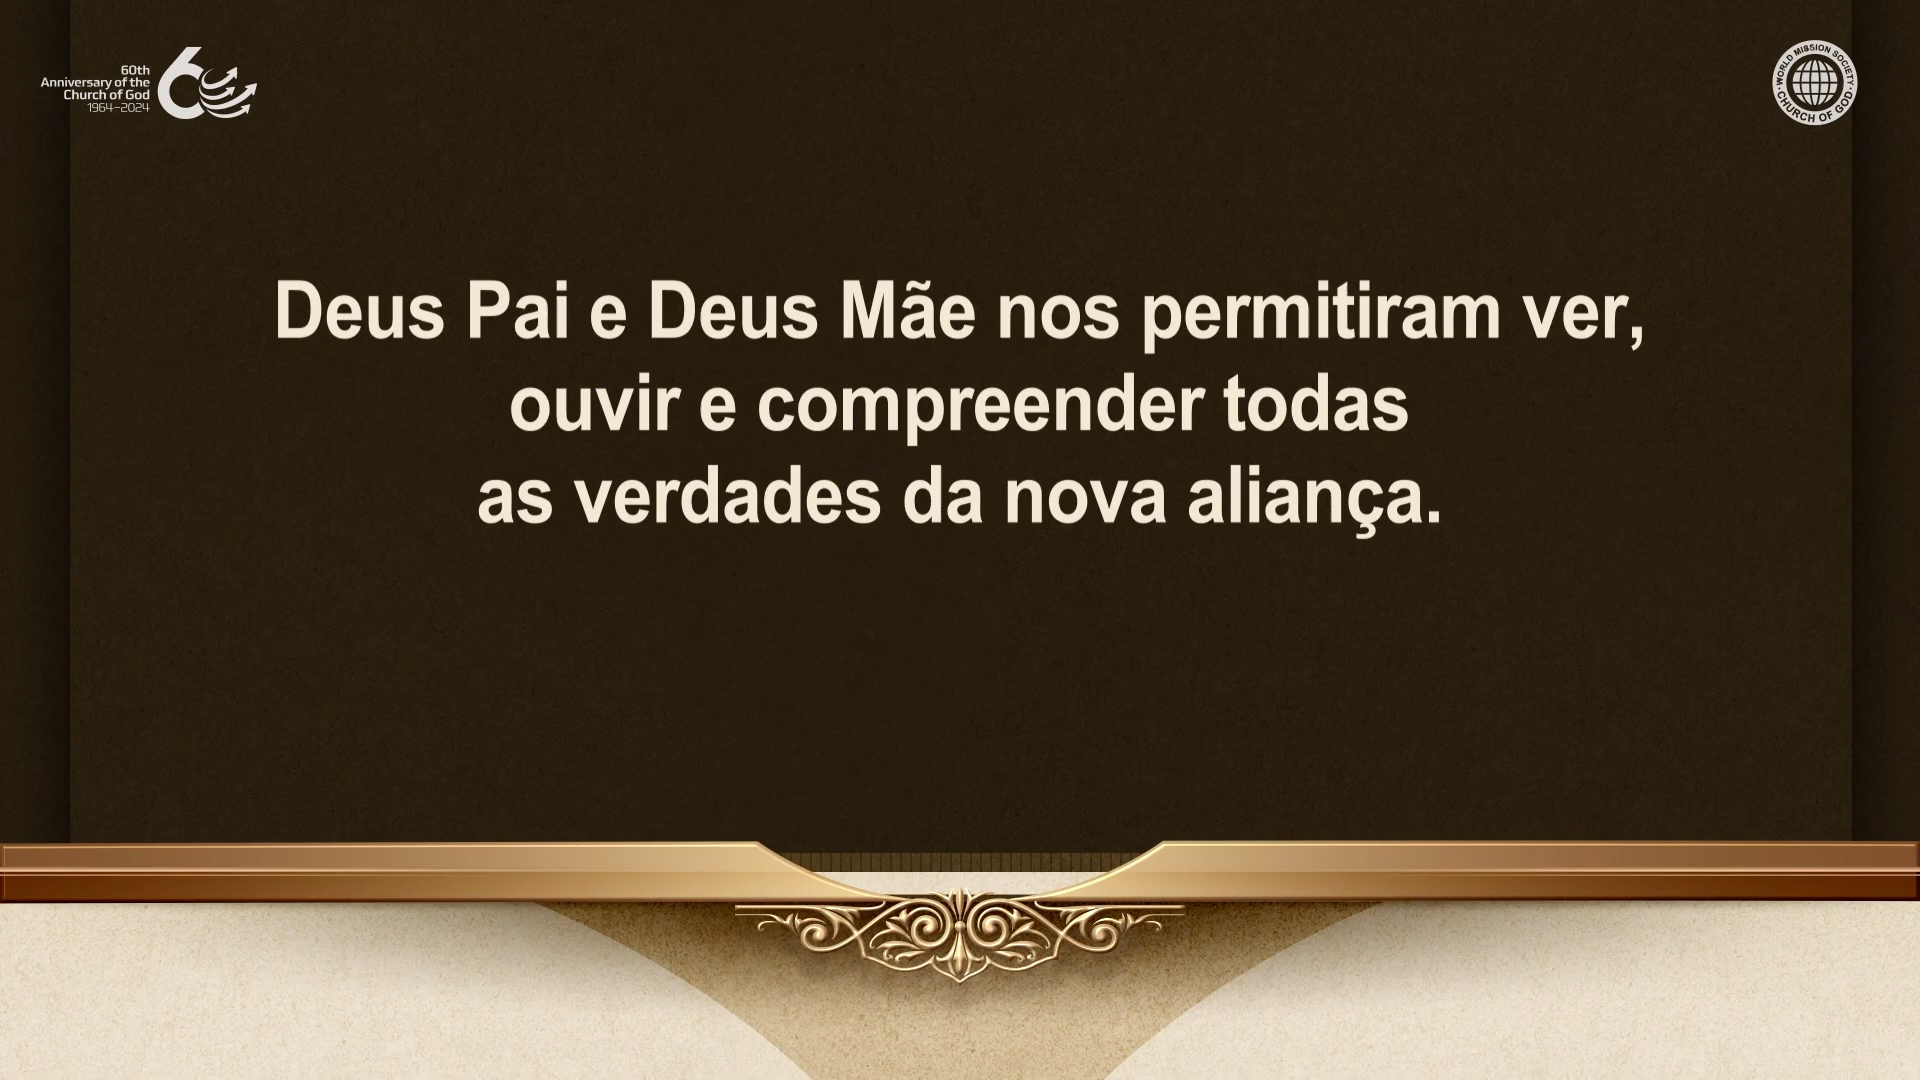 60th
Anniversary of the
Church of God
1964–2024
WORLD MISSION SOCIETY
CHURCH OF GOD
Deus Pai e Deus Mãe nos permitiram ver,
ouvir e compreender todas
as verdades da nova aliança.